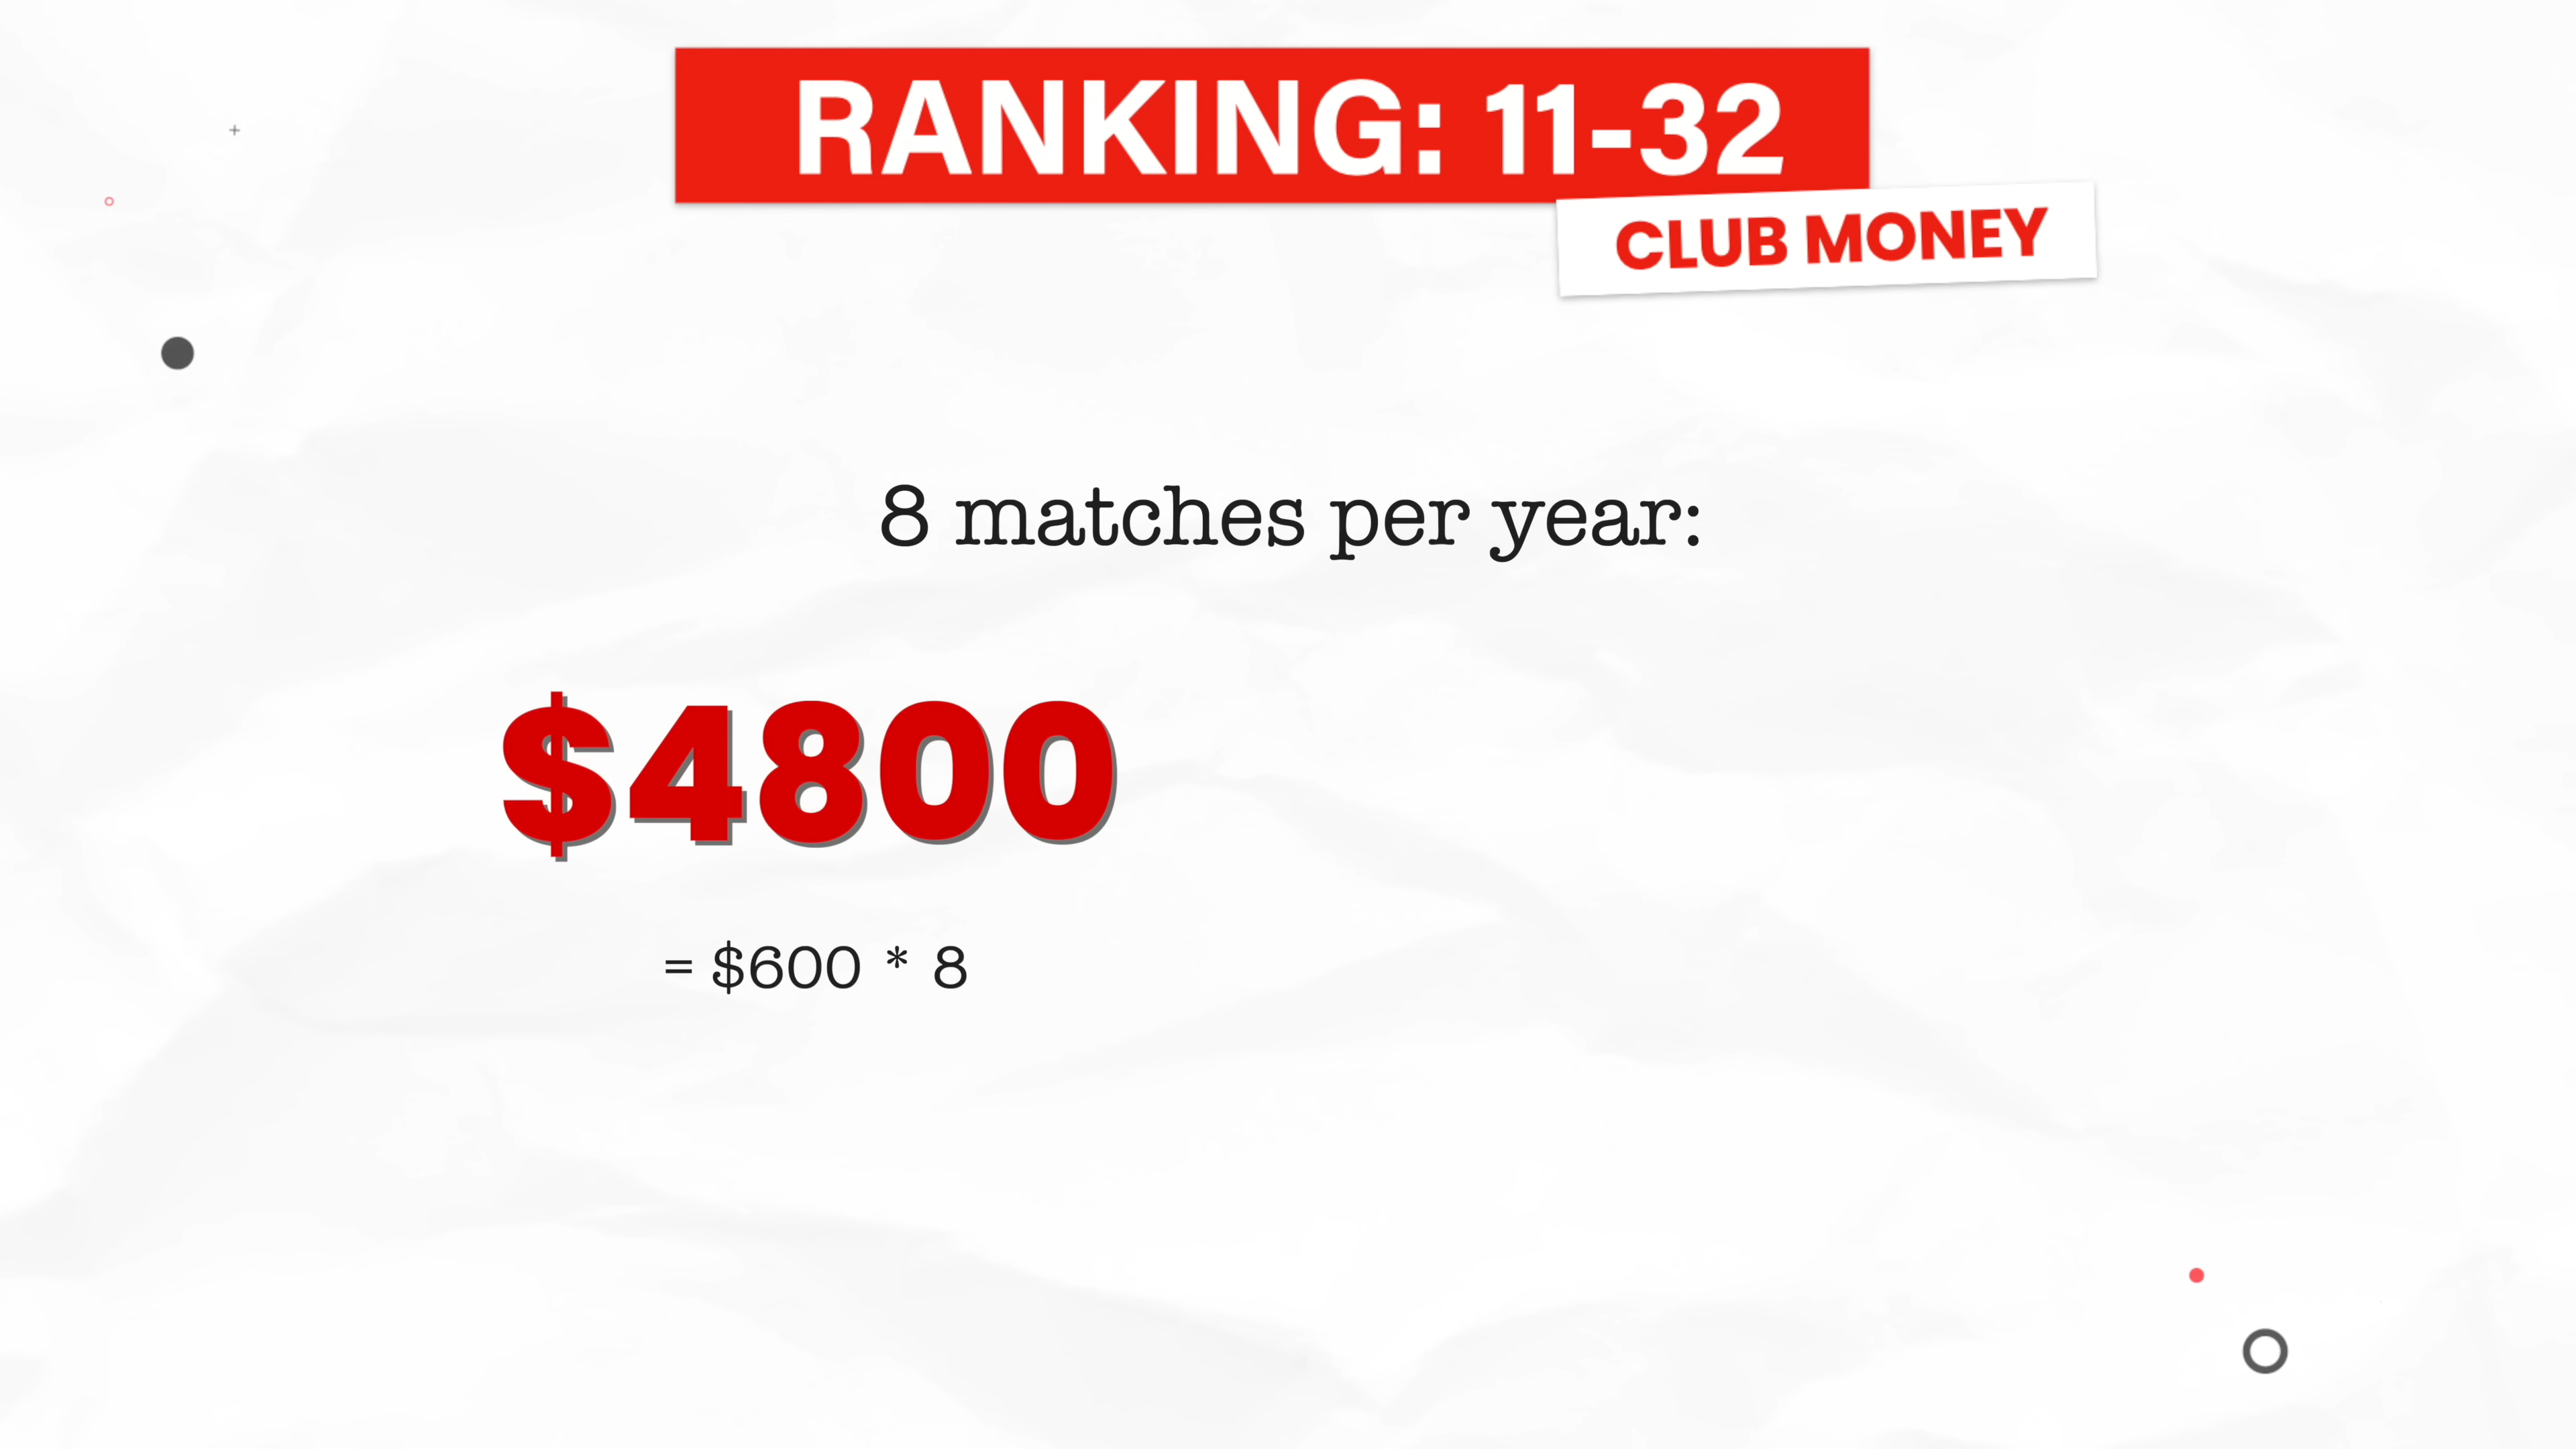 RANKING: 11-32
CLUB MONEY
8 matches per year:
$4800
= $600 * 8